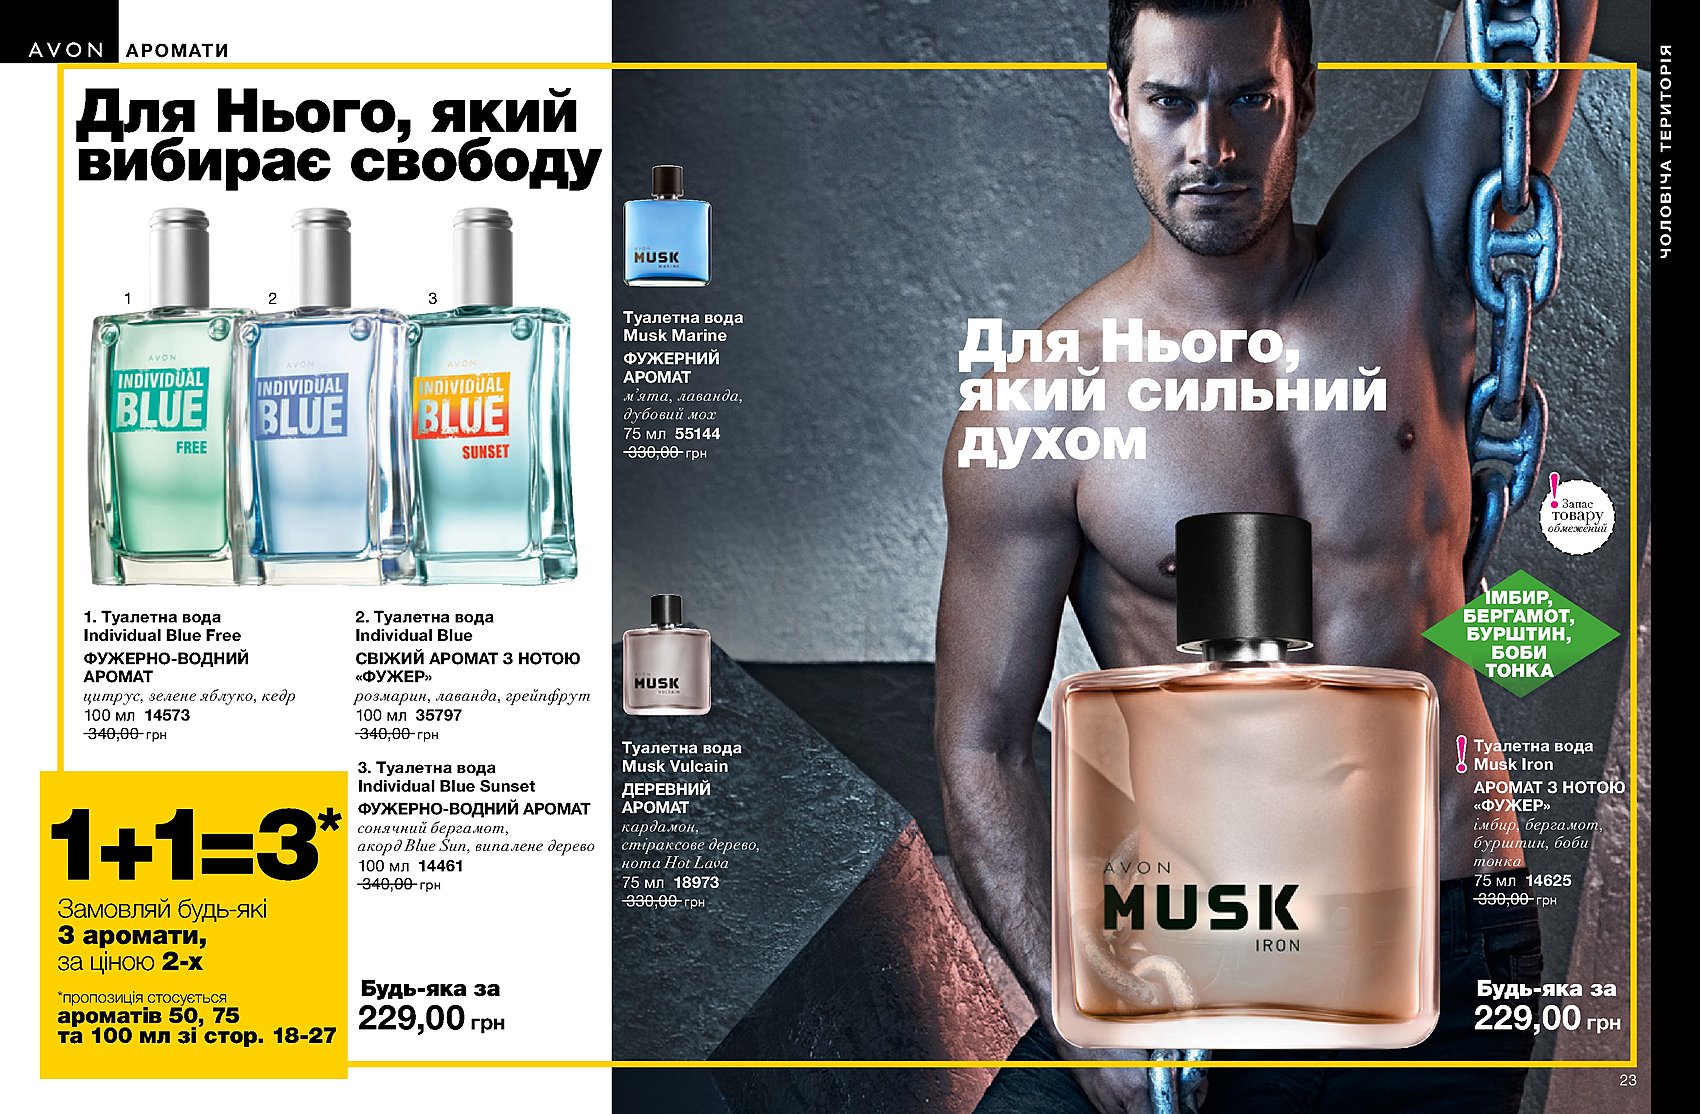 AVON АРОМАТИ
Для Нього, який
вибирає свободу
1
2
3
AVON
INDIVIDUAL
BLUE
FREE
AVON
INDIVIDUAL
BLUE
AVON
INDIVIDUAL
BLUE
SUNSET
1. Туалетна вода
Individual Blue Free
ФУЖЕРНО-ВОДНИЙ
АРОМАТ
цитрус, зелене яблуко, кедр
100 мл 14573
340,00 грн
2. Туалетна вода
Individual Blue
СВІЖИЙ АРОМАТ З НОТОЮ
«ФУЖЕР»
розмарин, лаванда, грейпфрут
100 мл 35797
340,00 грн
3. Туалетна вода
Individual Blue Sunset
ФУЖЕРНО-ВОДНИЙ АРОМАТ
сонячний бергамот,
акорд Blue Sun, випалене дерево
100 мл 14461
340,00 грн
1+1=3*
Замовляй будь-які
3 аромати,
за ціною 2-х
*пропозиція стосується
ароматів 50, 75
та 100 мл зі стор. 18-27
Будь-яка за
229,00 грн
AVON
MUSK
MARINE
Туалетна вода
Musk Marine
ФУЖЕРНИЙ
АРОМАТ
м'ята, лаванда,
дубовий мох
75 мл 55144
330,00 грн
AVON
MUSK
VULCAIN
Туалетна вода
Musk Vulcain
ДЕРЕВНИЙ
АРОМАТ
кардамон,
стираксове дерево,
нота Hot Lava
75 мл 18973
330,00 грн
Для Нього,
який сильний
духом
! Запас
товару
обмежений
ІМБИР,
БЕРГАМОТ,
БУРШТИН,
БОБИ
ТОНКА
AVON
MUSK
IRON
! Туалетна вода
Musk Iron
АРОМАТ З НОТОЮ
«ФУЖЕР»
імбир, бергамот,
бурштин, боби
тонка
75 мл 14625
330,00 грн
Будь-яка за
229,00 грн
ЧОЛОВІЧА ТЕРИТОРІЯ
23